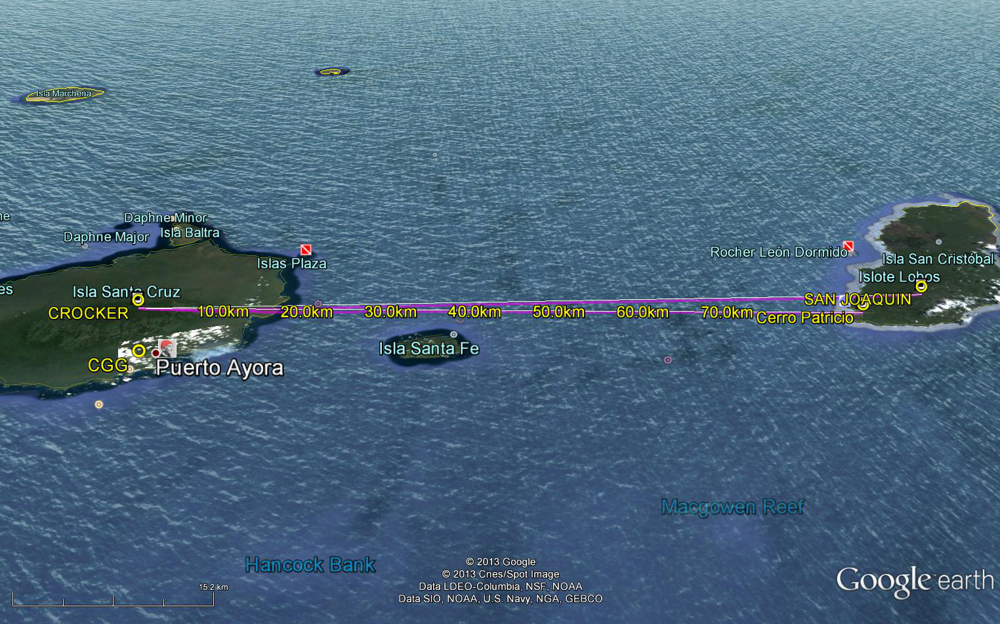 Isla Marchena
ne
Daphne Minor
Daphne Major
Isla Baltra
Islas Plaza
Rocher León Dormido
Isla San Cristóbal
Islote Lobos
es
Isla Santa Cruz
SAN JOAQUIN
CROCKER
10.0km
20.0km
30.0km
40.0km
50.0km
60.0km
70.0km
Cerro Patricio
Isla Santa Fe
CGG
Puerto Ayora
Macgowen Reef
Hancock Bank
© 2013 Google
© 2013 Cnes/Spot Image
Data LDEO-Columbia, NSF, NOAA
Data SIO, NOAA, U.S. Navy, NGA, GEBCO
15.2 km
Google earth